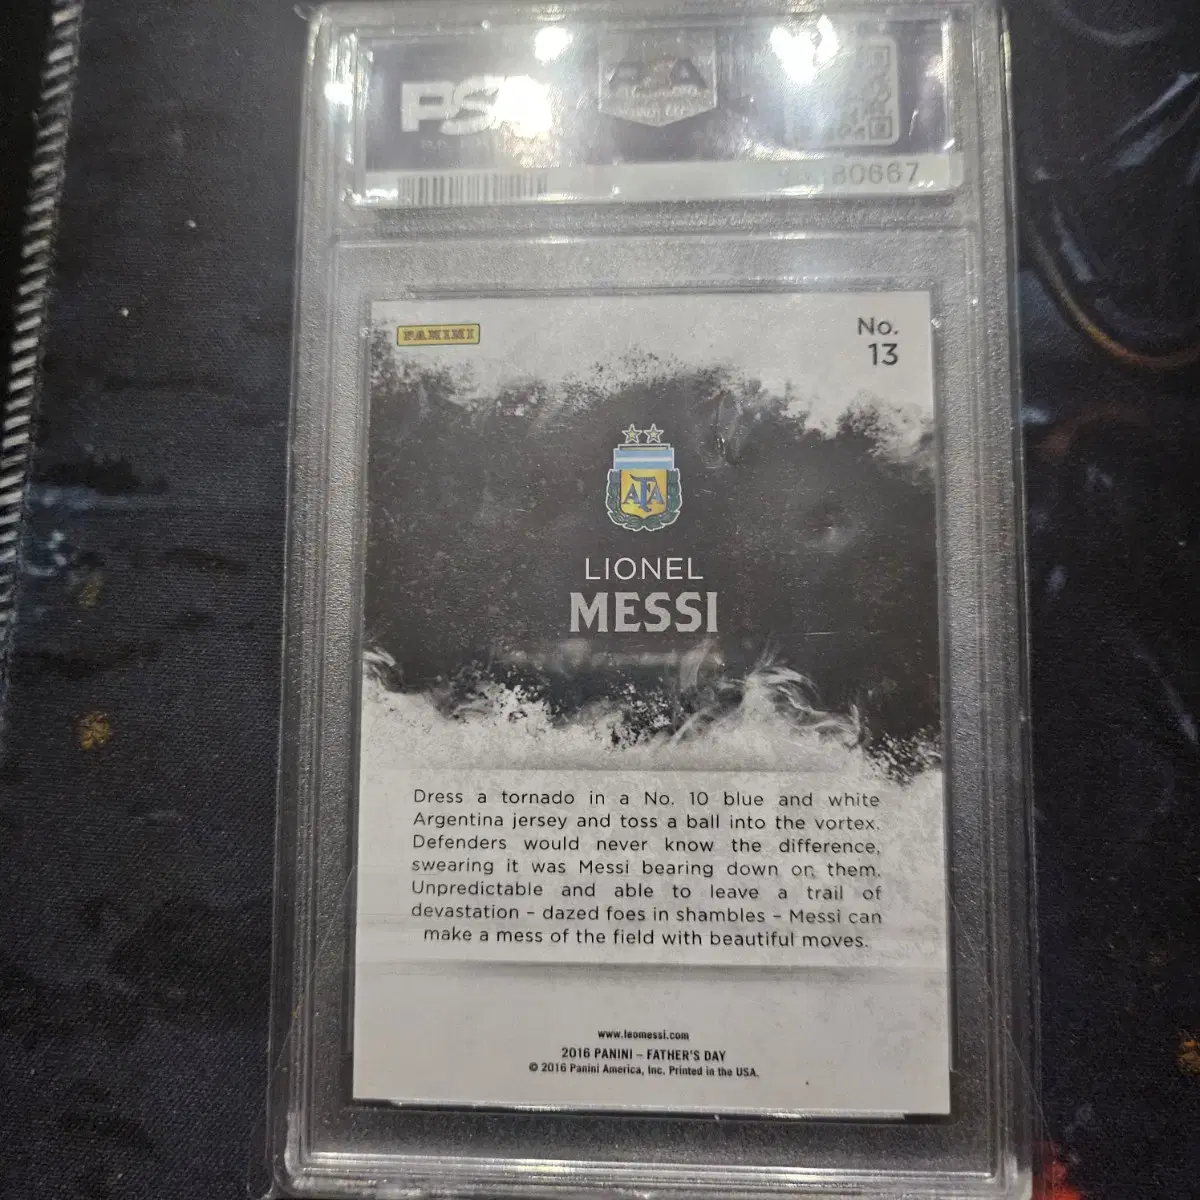 PSA
PSA
80667
PANINI
No.
13
AFA
LIONEL
MESSI
Dress a tornado in a No. 10 blue and white
Argentina jersey and toss a ball into the vortex.
Defenders would never know the difference,
swearing it was Messi bearing down on them.
Unpredictable and able to leave a trail of
devastation – dazed foes in shambles – Messi can
make a mess of the field with beautiful moves.
www.leomessi.com
2016 PANINI – FATHER'S DAY
© 2016 Panini America, Inc. Printed in the USA.